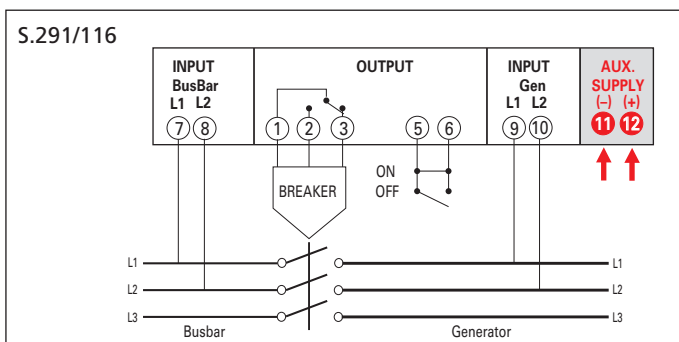 S.291/116
INPUT
BusBar
L1 L2
7 8
OUTPUT
1 2 3
5 6
INPUT
Gen
L1 L2
9 10
AUX.
SUPPLY
(–) (+)
11 12
BREAKER
ON
OFF
L1 L1
L2 L2
L3 L3
Busbar Generator